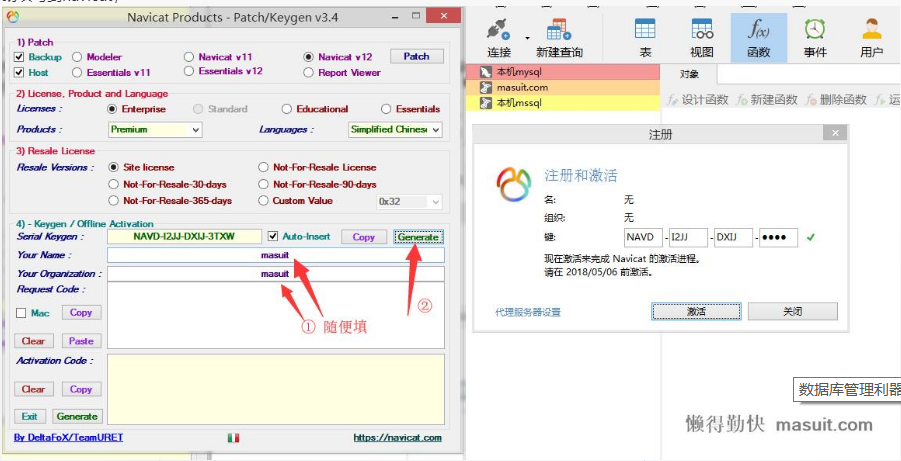 Navicat Products - Patch/Keygen v3.4
1) Patch
Backup Modeler Navicat v11 Navicat v12 Patch
Host Essentials v11 Essentials v12 Report Viewer
2) License, Product and Language
Licenses : Enterprise Standard Educational Essentials
Products : Premium Languages : Simplified Chinese
3) Resale License
Resale Versions : Site license Not-For-Resale License
Not-For-Resale-30-days Not-For-Resale-90-days
Not-For-Resale-365-days Custom Value 0x32
4) - Keygen / Offline Activation
Serial Keygen : NAVD-I2JJ-DXIJ-3TXW Auto-Insert Copy Generate
Your Name : masuit
Your Organization : masuit
Request Code :
① 随便填
②
Mac Copy
Clear Paste
Activation Code :
Clear Copy
Exit Generate
By DeltaFoX/TeamURET https://navicat.com
连接 新建查询 表 视图 函数 事件 用户
f(x)
本机mysql
masuit.com
本机mssql
对象
设计函数 新建函数 删除函数 运
注册
注册和激活
名: 无
组织: 无
键: NAVD - I2JJ - DXIJ - ●●●●
现在激活来完成 Navicat 的激活进程。
请在 2018/05/06 前激活。
代理服务器设置 激活 关闭
数据库管理利器
懒得勤快 masuit.com